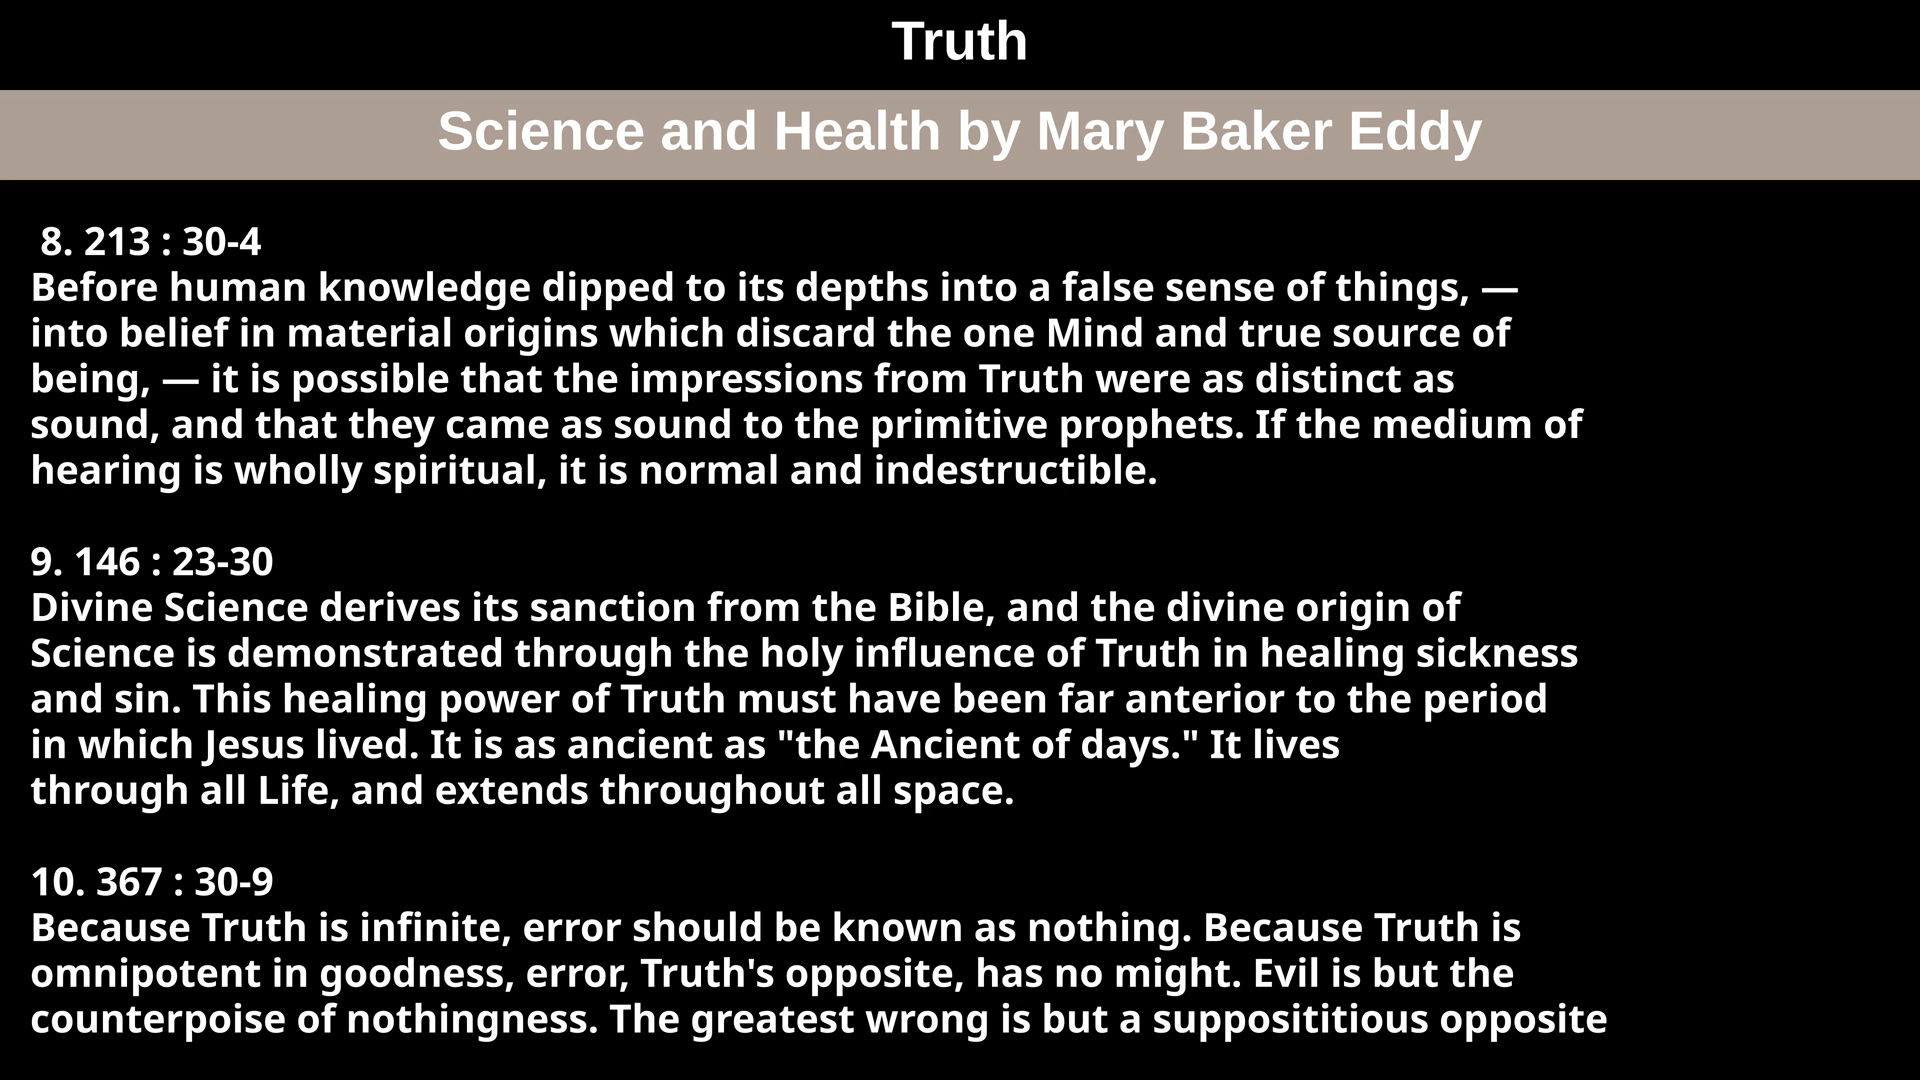 Truth
Science and Health by Mary Baker Eddy
8. 213 : 30-4
Before human knowledge dipped to its depths into a false sense of things, —
into belief in material origins which discard the one Mind and true source of
being, — it is possible that the impressions from Truth were as distinct as
sound, and that they came as sound to the primitive prophets. If the medium of
hearing is wholly spiritual, it is normal and indestructible.
9. 146 : 23-30
Divine Science derives its sanction from the Bible, and the divine origin of
Science is demonstrated through the holy influence of Truth in healing sickness
and sin. This healing power of Truth must have been far anterior to the period
in which Jesus lived. It is as ancient as "the Ancient of days." It lives
through all Life, and extends throughout all space.
10. 367 : 30-9
Because Truth is infinite, error should be known as nothing. Because Truth is
omnipotent in goodness, error, Truth's opposite, has no might. Evil is but the
counterpoise of nothingness. The greatest wrong is but a supposititious opposite